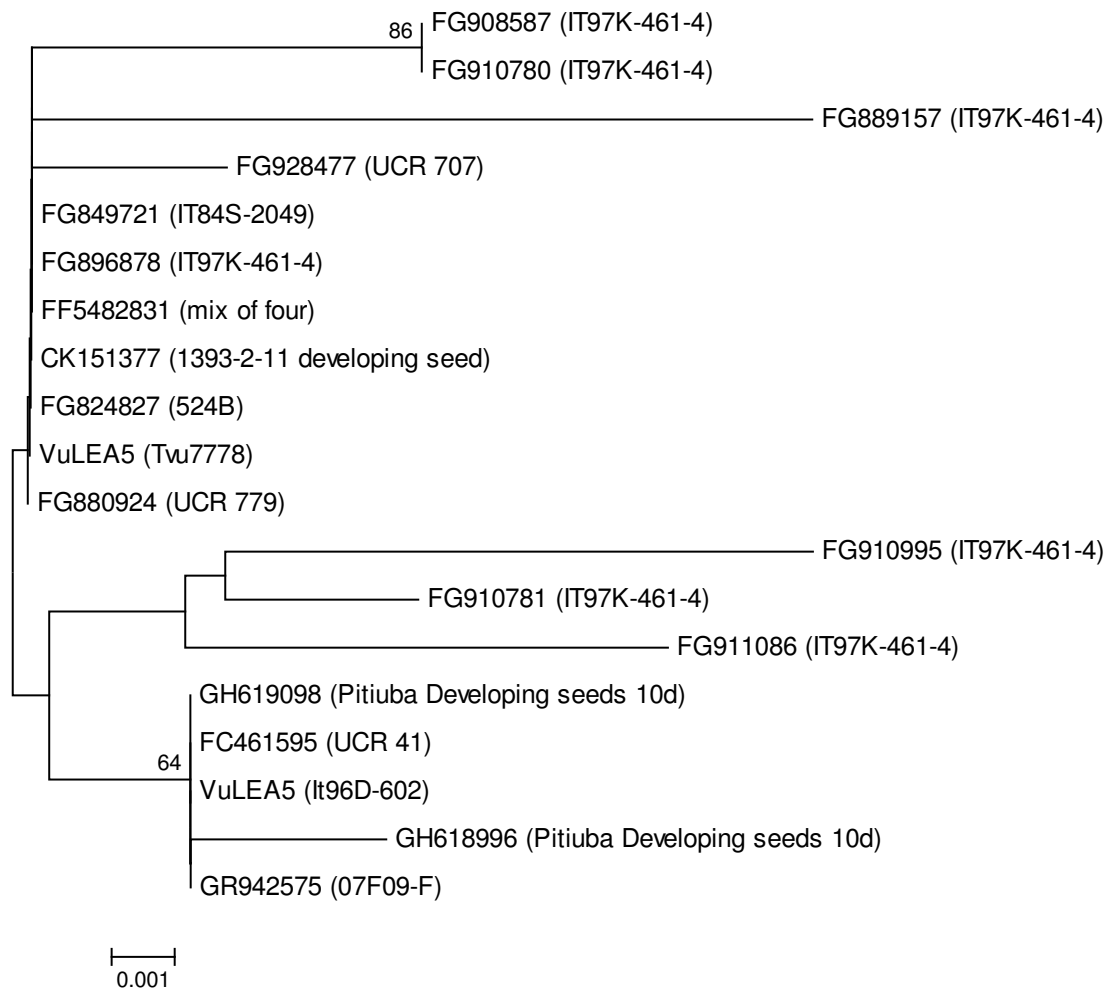 86
FG908587 (IT97K-461-4)
FG910780 (IT97K-461-4)
FG889157 (IT97K-461-4)
FG928477 (UCR 707)
FG849721 (IT84S-2049)
FG896878 (IT97K-461-4)
FF5482831 (mix of four)
CK151377 (1393-2-11 developing seed)
FG824827 (524B)
VuLEA5 (Tvu7778)
FG880924 (UCR 779)
FG910995 (IT97K-461-4)
FG910781 (IT97K-461-4)
FG911086 (IT97K-461-4)
GH619098 (Pitiuba Developing seeds 10d)
FC461595 (UCR 41)
64
VuLEA5 (It96D-602)
GH618996 (Pitiuba Developing seeds 10d)
GR942575 (07F09-F)
0.001